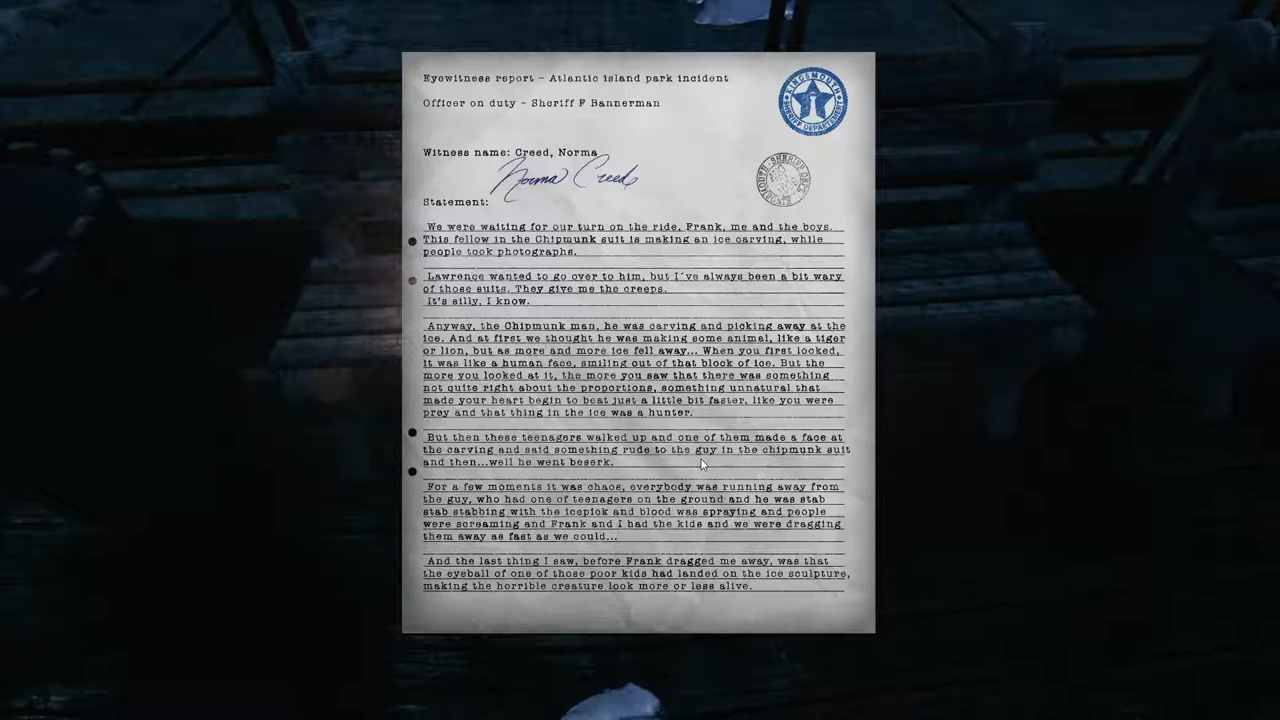 Eyewitness report - Atlantic island park incident
KINGSMOUTH
SHERIFF DEPARTEMENT
Officer on duty - Sheriff F Bannerman
Witness name: Creed, Norma
Norma Creed
Statement:
We were waiting for our turn on the ride, Frank, me and the boys.
This fellow in the Chipmunk suit is making an ice carving, while
people took photographs.
Lawrence wanted to go over to him, but I've always been a bit wary
of those suits. They give me the creeps.
It's silly, I know.
Anyway, the Chipmunk man, he was carving and picking away at the
ice. And at first we thought he was making some animal, like a tiger
or lion, but as more and more ice fell away... When you first looked,
it was like a human face, smiling out of that block of ice. But the
more you looked at it, the more you saw that there was something
not quite right about the proportions, something unnatural that
made your heart begin to beat just a little bit faster, like you were
prey and that thing in the ice was a hunter.
But then these teenagers walked up and one of them made a face at
the carving and said something rude to the guy in the chipmunk suit
and then...well he went beserk.
For a few moments it was chaos, everybody was running away from
the guy, who had one of teenagers on the ground and he was stab
stab stabbing with the icepick and blood was spraying and people
were screaming and Frank and I had the kids and we were dragging
them away as fast as we could...
And the last thing I saw, before Frank dragged me away, was that
the eyeball of one of those poor kids had landed on the ice sculpture,
making the horrible creature look more or less alive.